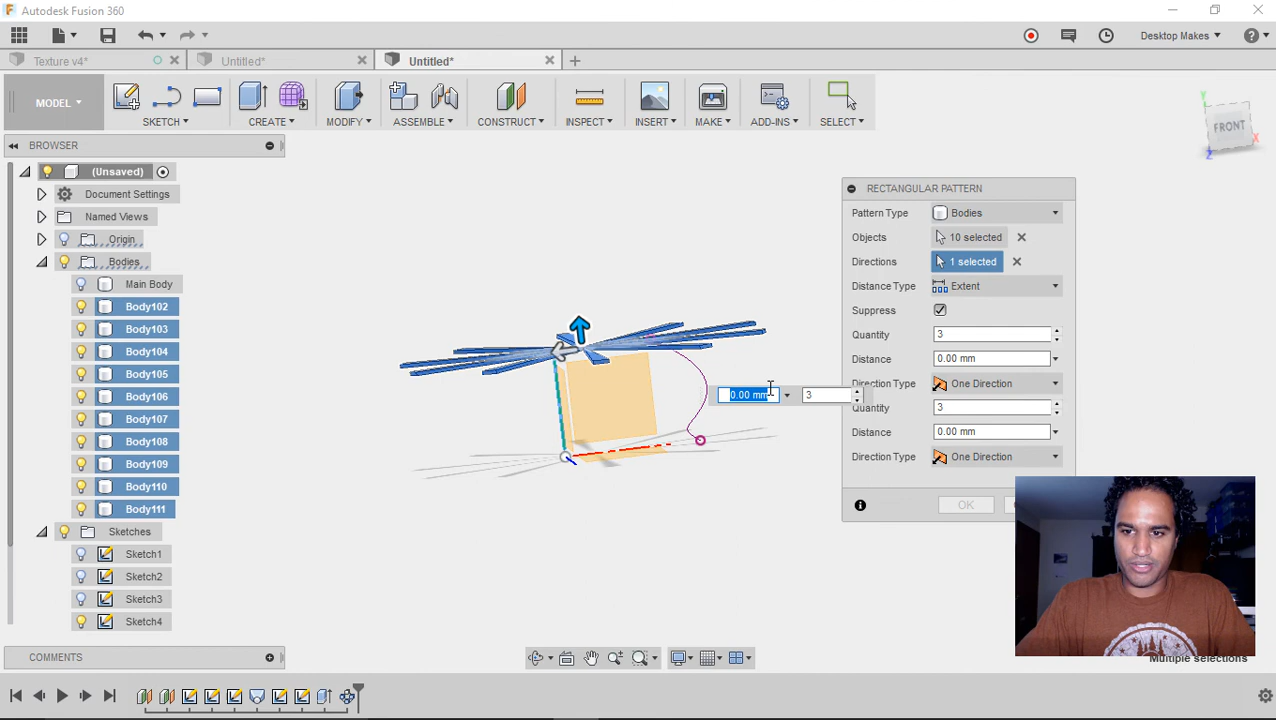 Autodesk Fusion 360
Desktop Makes
Texture v4*
Untitled*
Untitled*
MODEL
SKETCH
CREATE
MODIFY
ASSEMBLE
CONSTRUCT
INSPECT
INSERT
MAKE
ADD-INS
SELECT
BROWSER
(Unsaved)
Document Settings
Named Views
Origin
Bodies
Main Body
Body102
Body103
Body104
Body105
Body106
Body107
Body108
Body109
Body110
Body111
Sketches
Sketch1
Sketch2
Sketch3
Sketch4
COMMENTS
Y
FRONT
X
Z
0.00 mm
3
RECTANGULAR PATTERN
Pattern Type Bodies
Objects 10 selected
Directions 1 selected
Distance Type Extent
Suppress
Quantity 3
Distance 0.00 mm
Direction Type One Direction
Quantity 3
Distance 0.00 mm
Direction Type One Direction
OK
Multiple selections